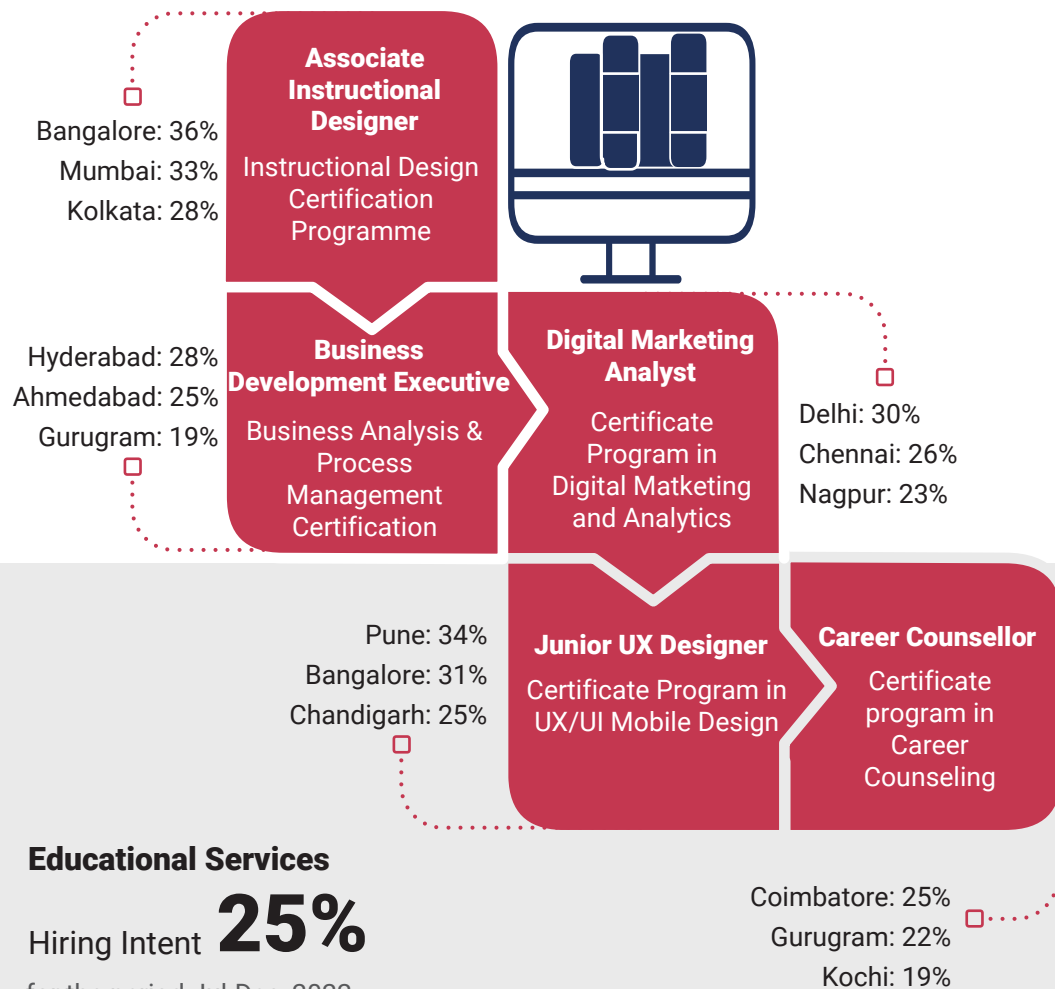 Associate
Instructional
Designer
Instructional Design
Certification
Programme
Bangalore: 36%
Mumbai: 33%
Kolkata: 28%
Business
Development Executive
Business Analysis &
Process
Management
Certification
Hyderabad: 28%
Ahmedabad: 25%
Gurugram: 19%
Digital Marketing
Analyst
Certificate
Program in
Digital Matketing
and Analytics
Delhi: 30%
Chennai: 26%
Nagpur: 23%
Junior UX Designer
Certificate Program in
UX/UI Mobile Design
Pune: 34%
Bangalore: 31%
Chandigarh: 25%
Career Counsellor
Certificate
program in
Career
Counseling
Coimbatore: 25%
Gurugram: 22%
Kochi: 19%
Educational Services
Hiring Intent 25%
for the period